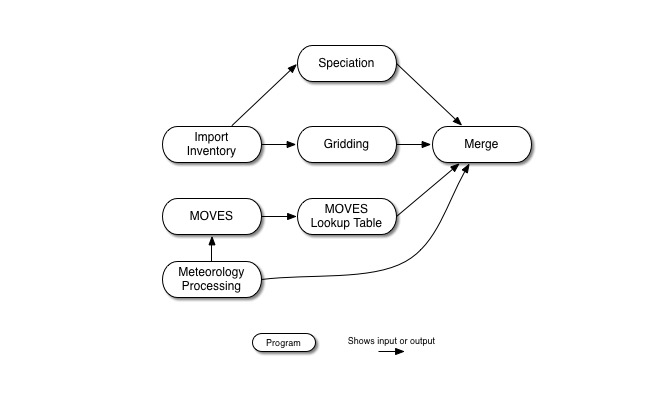 Speciation
Import
Inventory
Gridding
Merge
MOVES
MOVES
Lookup Table
Meteorology
Processing
Program
Shows input or output